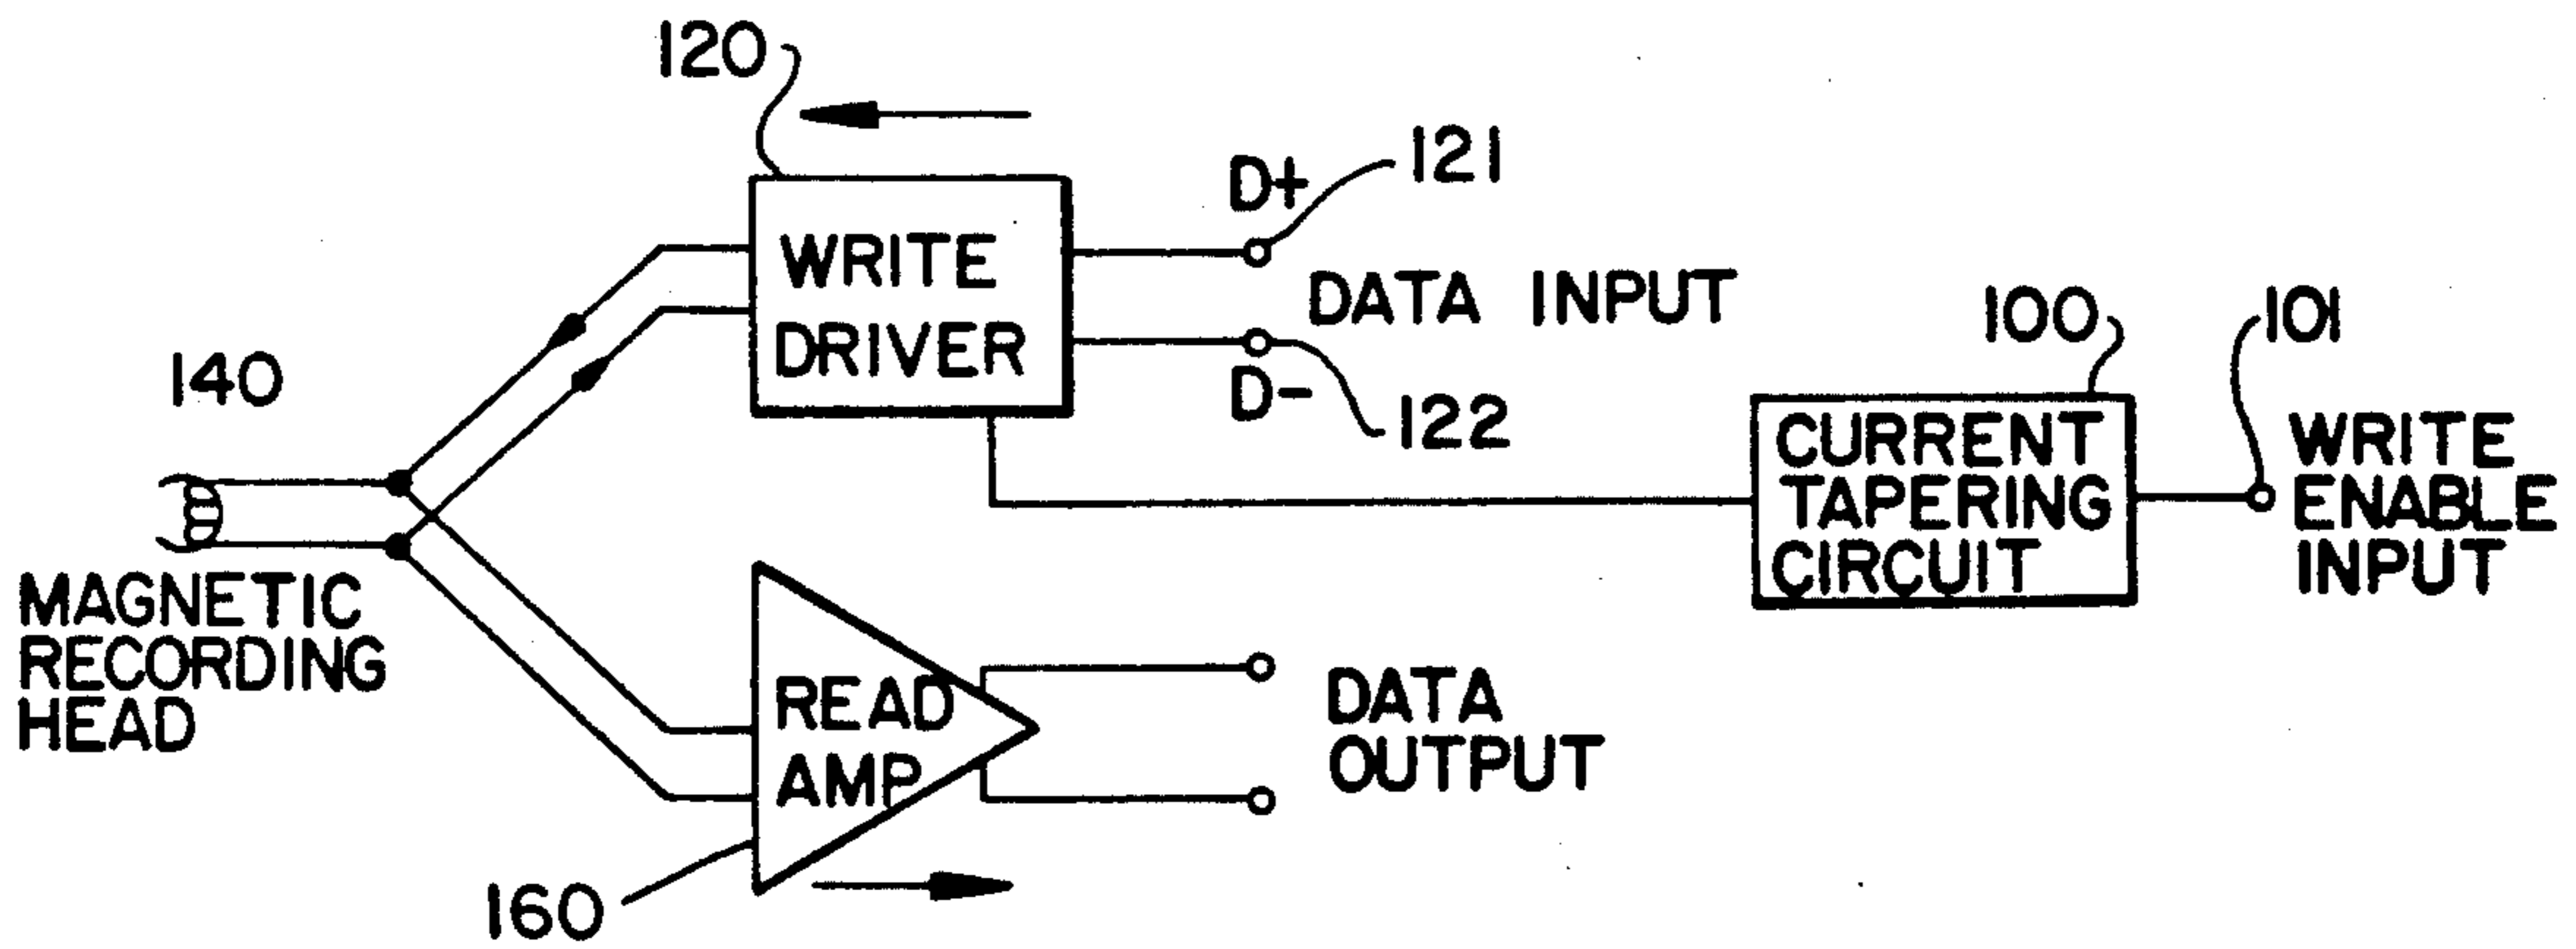 120
D+
121
WRITE
DRIVER
DATA INPUT
D-
122
140
MAGNETIC
RECORDING
HEAD
100
101
CURRENT
TAPERING
CIRCUIT
WRITE
ENABLE
INPUT
READ
AMP
DATA
OUTPUT
160